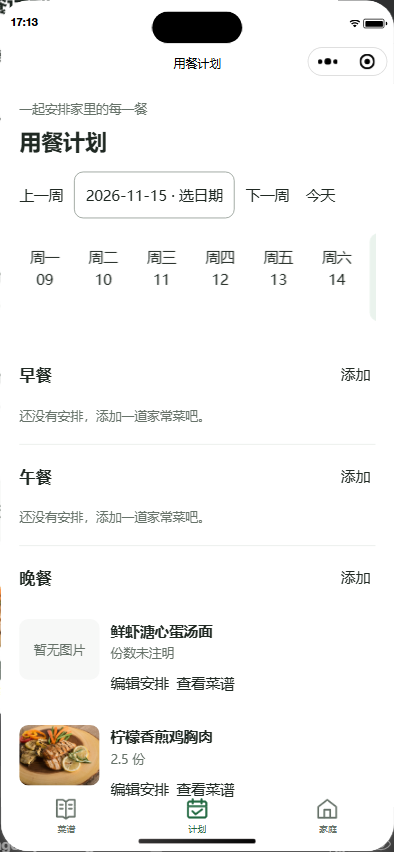 17:13
用餐计划
一起安排家里的每一餐
用餐计划
上一周 2026-11-15 · 选日期 下一周 今天
周一 周二 周三 周四 周五 周六
09 10 11 12 13 14
早餐 添加
还没有安排，添加一道家常菜吧。
午餐 添加
还没有安排，添加一道家常菜吧。
晚餐 添加
暂无图片
鲜虾溏心蛋汤面
份数未注明
编辑安排 查看菜谱
柠檬香煎鸡胸肉
2.5 份
编辑安排 查看菜谱
菜谱 计划 家庭